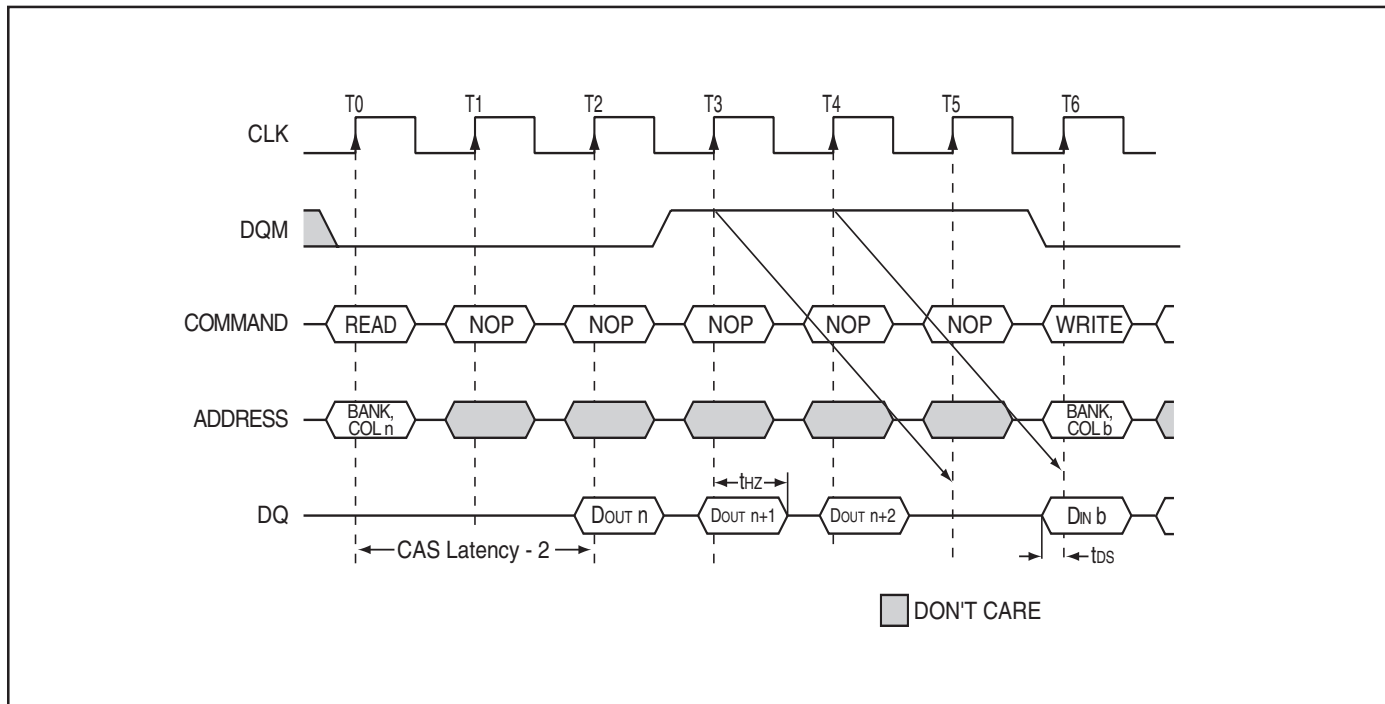 T0 T1 T2 T3 T4 T5 T6
CLK
DQM
COMMAND READ NOP NOP NOP NOP NOP WRITE
ADDRESS BANK, COL n BANK, COL b
tHZ
DQ DOUT n DOUT n+1 DOUT n+2 DIN b
CAS Latency - 2 tDS
DON'T CARE